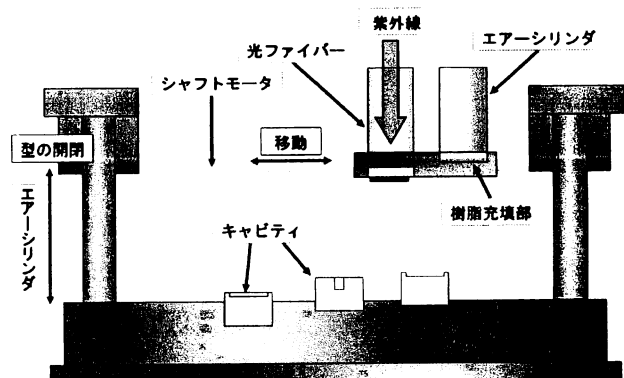 紫外線
エアーシリンダ
光ファイバー
シャフトモータ
型の開閉
移動
樹脂充填部
エアーシリンダ
キャビティ